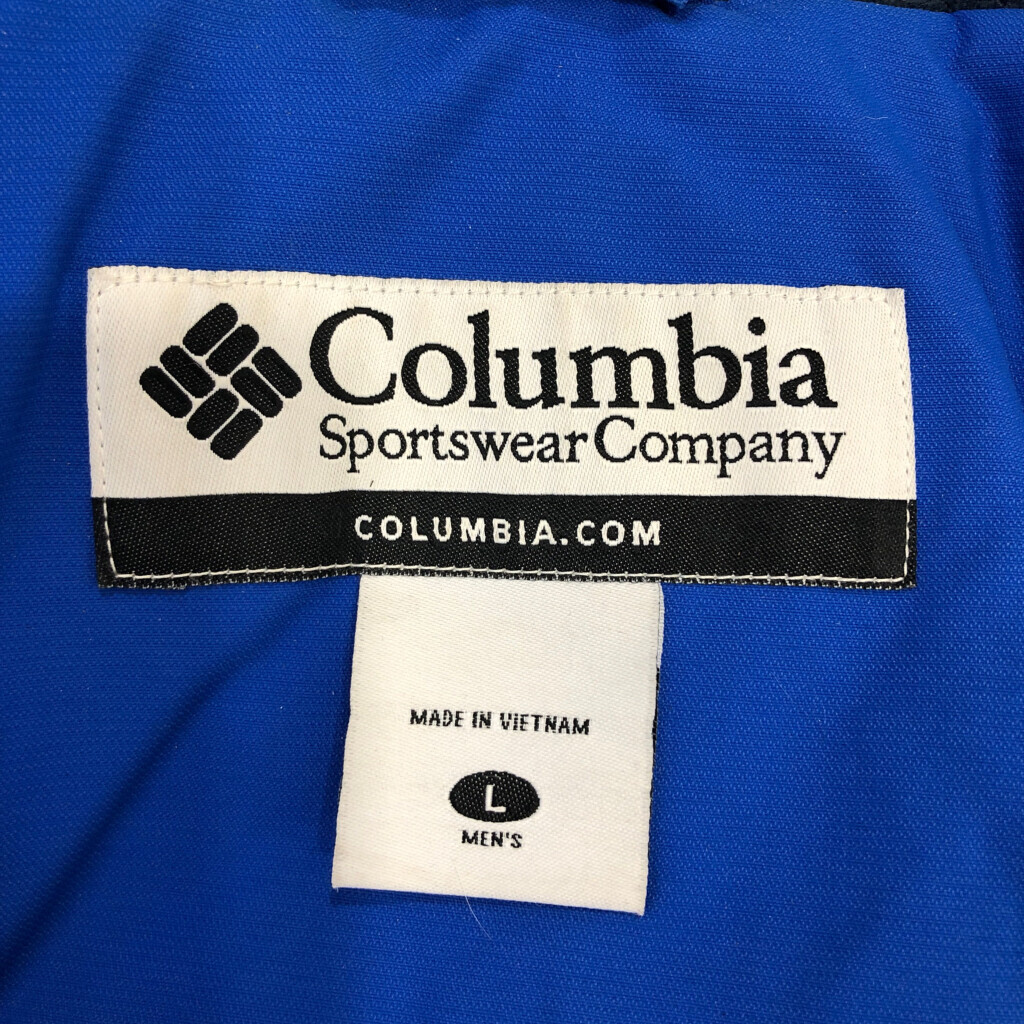 Columbia
Sportswear Company
COLUMBIA.COM
MADE IN VIETNAM
L
MEN'S